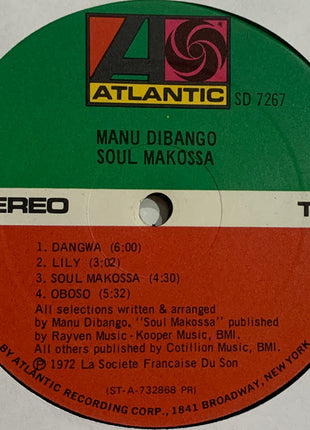 ATLANTIC SD 7267
MANU DIBANGO
SOUL MAKOSSA
EREO T
1. DANGWA (6:00)
2. LILY (3:02)
3. SOUL MAKOSSA (4:30)
4. OBOSO (5:32)
All selections written & arranged
by Manu Dibango, "Soul Makossa" published
by Rayven Music-Kooper Music, BMI.
All others published by Cotillion Music, BMI.
Ⓟ 1972 La Societe Francaise Du Son
(ST-A-732868 PR)
BY ATLANTIC RECORDING CORP., 1841 BROADWAY, NEW YORK